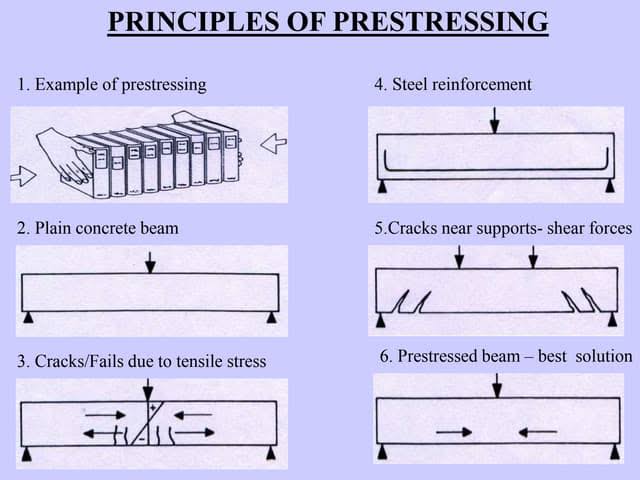 PRINCIPLES OF PRESTRESSING
1. Example of prestressing
2. Plain concrete beam
3. Cracks/Fails due to tensile stress
+
-
4. Steel reinforcement
5.Cracks near supports- shear forces
6. Prestressed beam – best solution